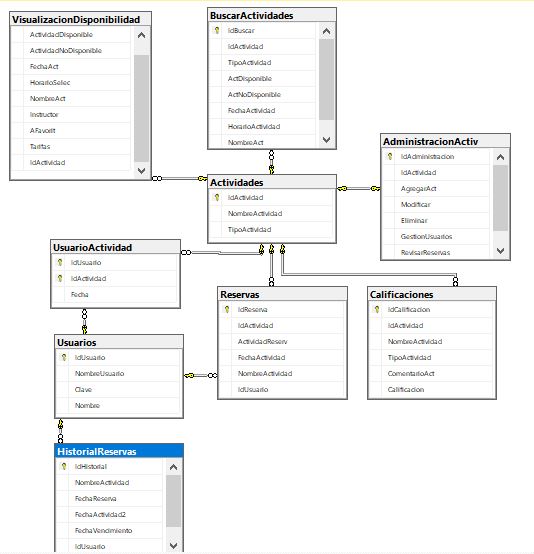 VisualizacionDisponibilidad
ActividadDisponible
ActividadNoDisponible
FechaAct
HorarioSelec
NombreAct
Instructor
AFavorit
Tarifas
IdActividad
BuscarActividades
IdBuscar
IdActividad
TipoActividad
ActDisponible
ActNoDisponible
FechaActividad
HorarioActividad
NombreAct
AdministracionActiv
IdAdministracion
IdActividad
AgregarAct
Modificar
Eliminar
GestionUsuarios
RevisarReservas
Actividades
IdActividad
NombreActividad
TipoActividad
UsuarioActividad
IdUsuario
IdActividad
Fecha
Reservas
IdReserva
IdActividad
ActividadReserv
FechaActividad
NombreActividad
IdUsuario
Calificaciones
IdCalificacion
IdActividad
NombreActividad
TipoActividad
ComentarioAct
Calificacion
Usuarios
IdUsuario
NombreUsuario
Clave
Nombre
HistorialReservas
IdHistorial
NombreActividad
FechaReserva
FechaActividad2
FechaVencimiento
IdUsuario